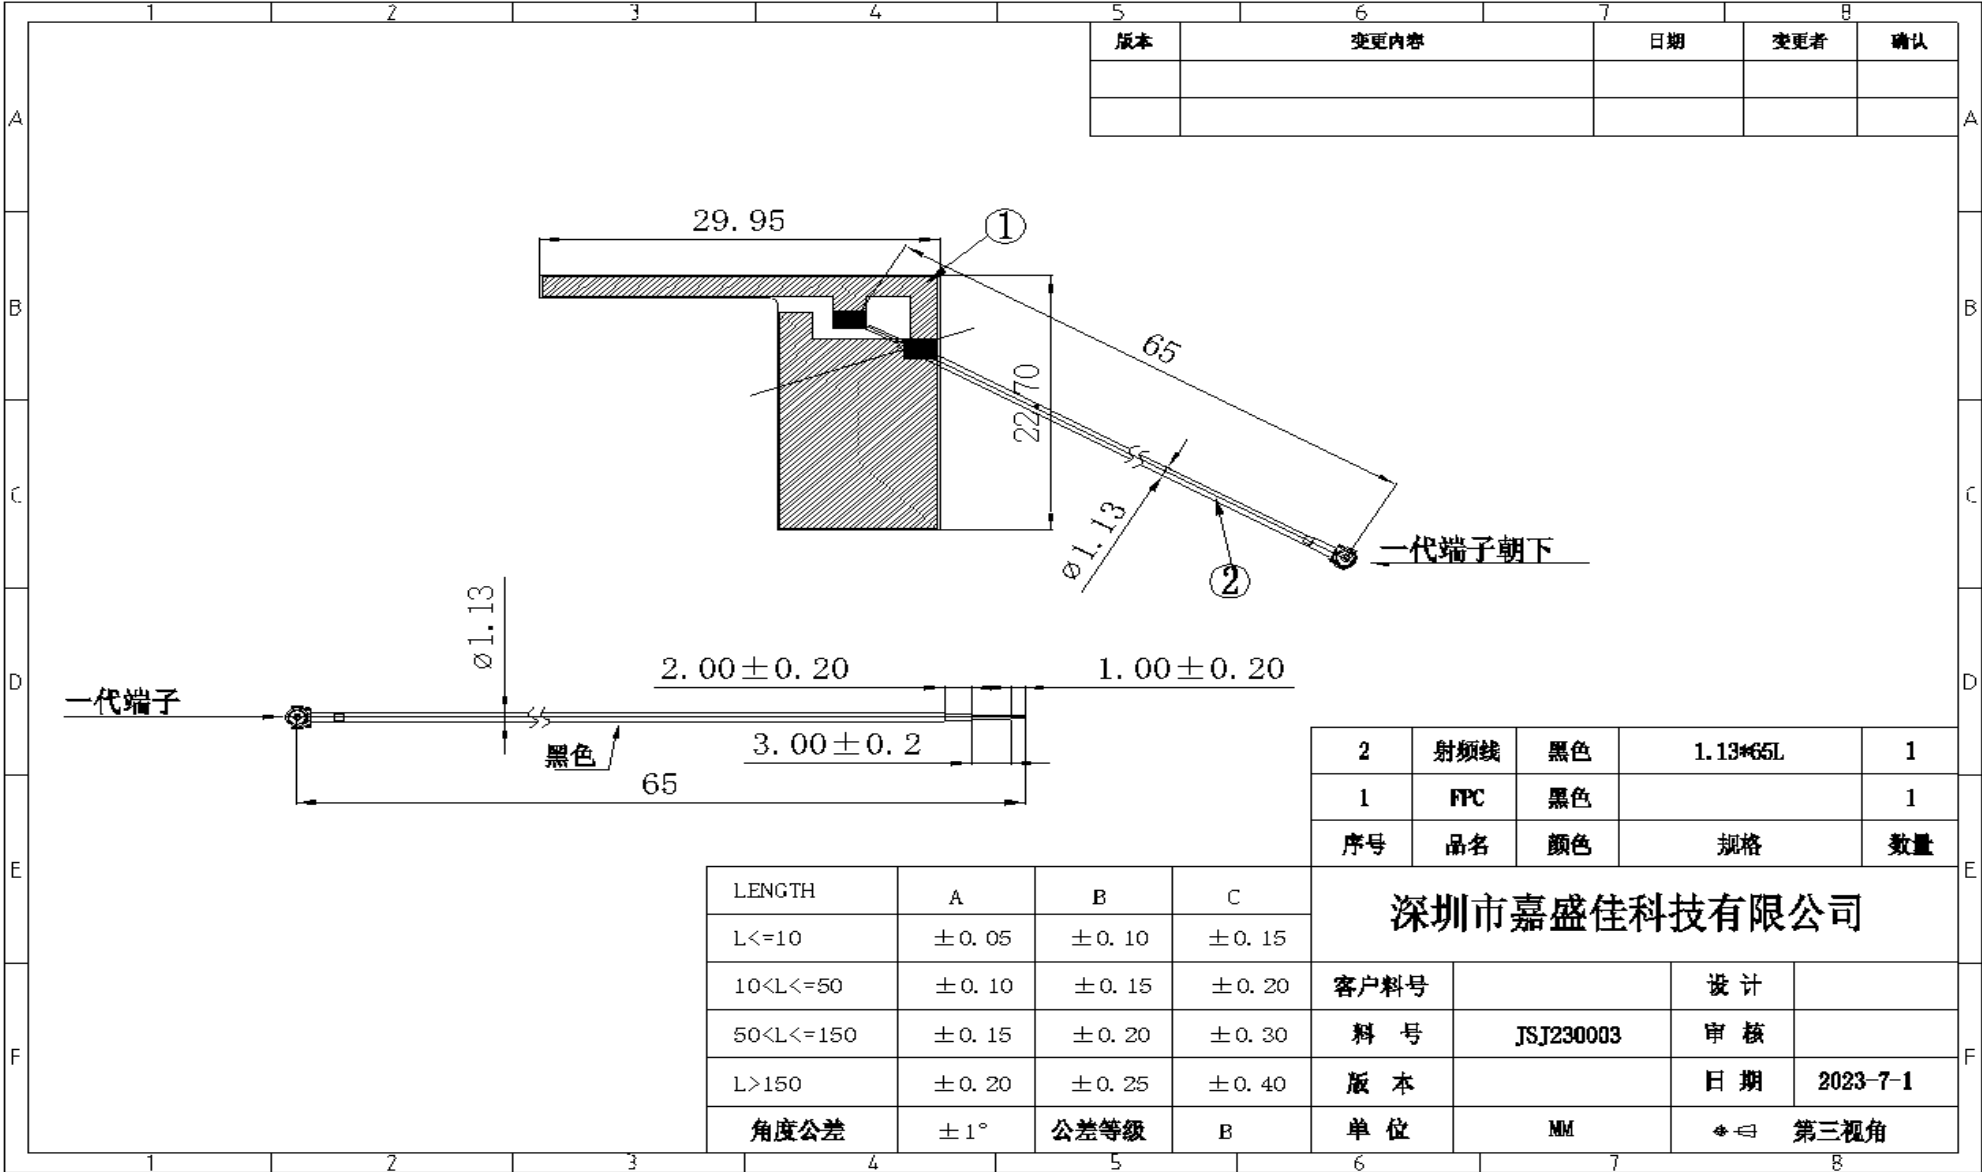 1 2 3 4 5 6 7 8
版本 变更内容 日期 变更者 确认
A A
29.95
①
B B
65
22.70
C C
ø1.13
一代端子朝下
②
ø1.13
2.00±0.20 1.00±0.20
D D
一代端子
黑色
3.00±0.2
65
2 射频线 黑色 1.13*65L 1
1 FPC 黑色 1
序号 品名 颜色 规格 数量
E E
LENGTH A B C
深圳市嘉盛佳科技有限公司
L<=10 ±0.05 ±0.10 ±0.15
10<L<=50 ±0.10 ±0.15 ±0.20
客户料号 设 计
50<L<=150 ±0.15 ±0.20 ±0.30
料 号 JSJ230003 审 核
F F
L>150 ±0.20 ±0.25 ±0.40
版 本 日 期 2023-7-1
角度公差 ±1° 公差等级 B
单 位 MM 第三视角
1 2 3 4 5 6 7 8